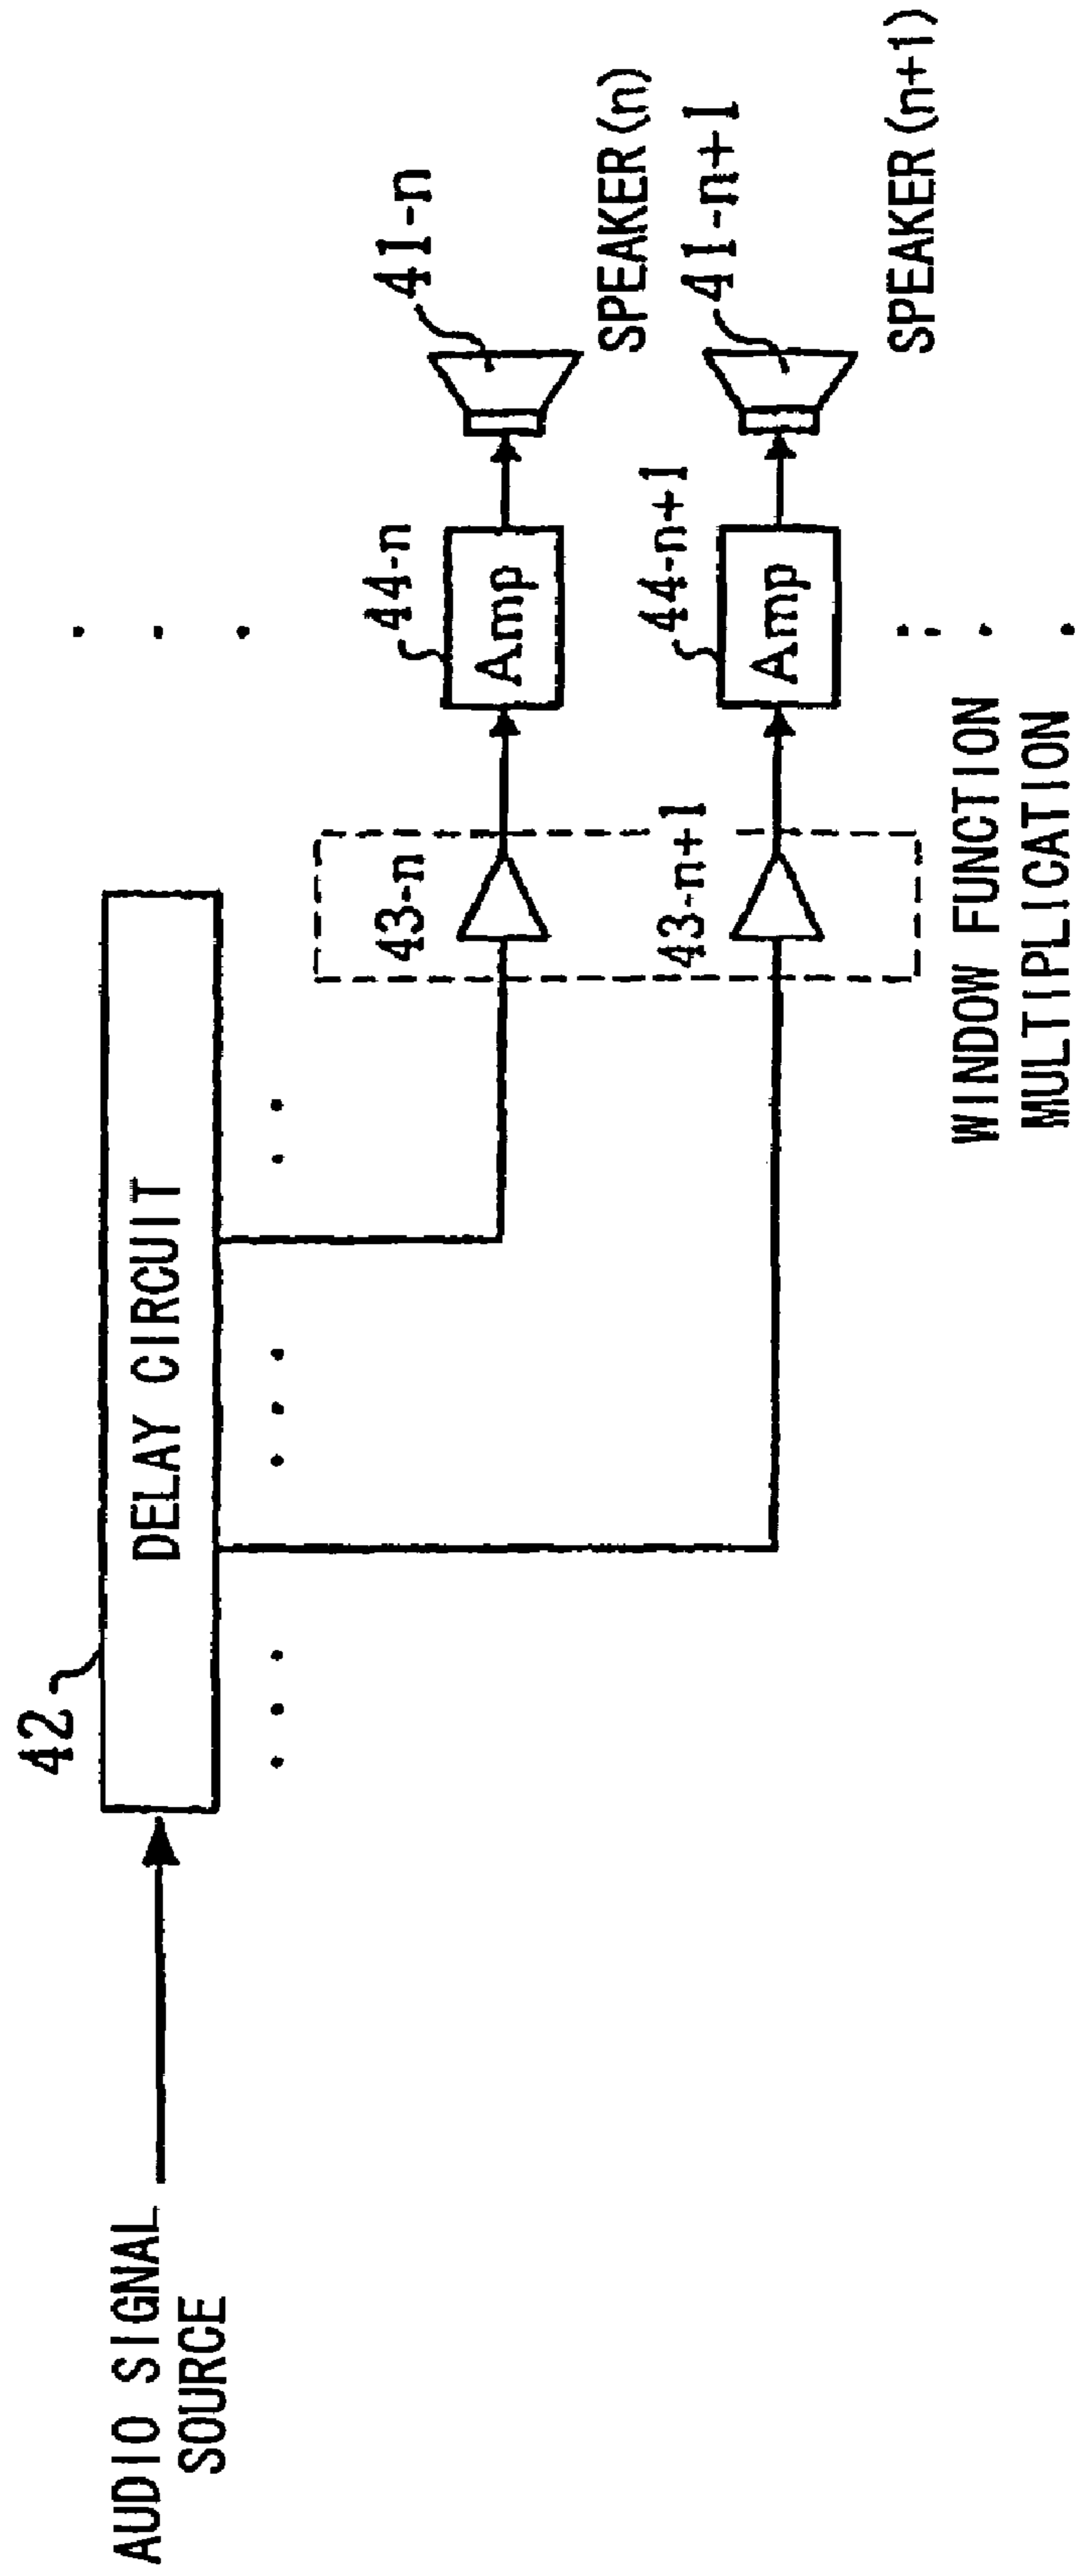 AUDIO SIGNAL
SOURCE
42
DELAY CIRCUIT
43-n
44-n
Amp
41-n
SPEAKER(n)
43-n+1
44-n+1
Amp
41-n+1
SPEAKER(n+1)
WINDOW FUNCTION
MULTIPLICATION